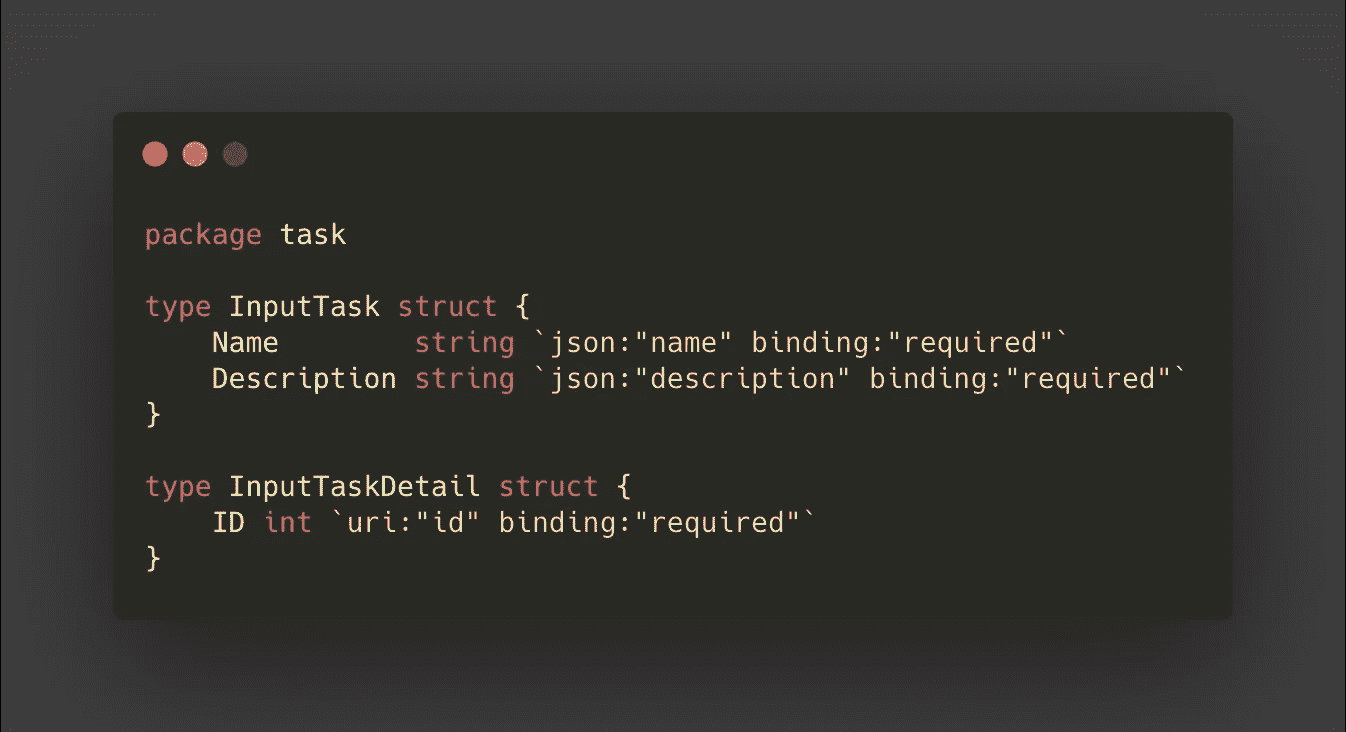 package task
type InputTask struct {
    Name        string `json:"name" binding:"required"`
    Description string `json:"description" binding:"required"`
}
type InputTaskDetail struct {
    ID int `uri:"id" binding:"required"`
}